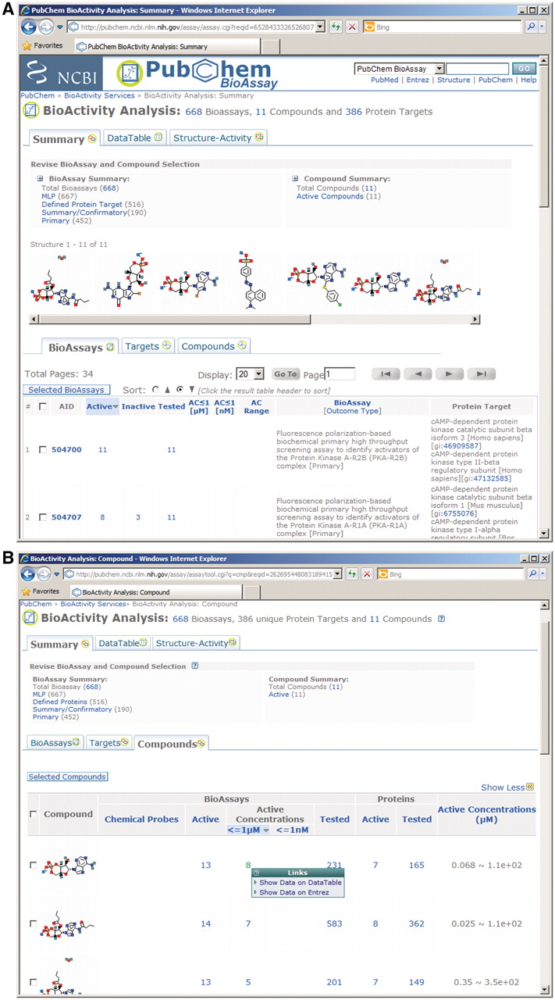 A
PubChem BioActivity Analysis: Summary - Windows Internet Explorer
http://pubchem.ncbi.nlm.nih.gov/assay/assay.cgi?reqid=6528433326526807
Bing
Favorites
PubChem BioActivity Analysis: Summary
NCBI
PubChem
BioAssay
PubChem BioAssay
GO
PubMed | Entrez | Structure | PubChem | Help
PubChem » BioActivity Services » BioActivity Analysis: Summary
BioActivity Analysis: 668 Bioassays, 11 Compounds and 386 Protein Targets
Summary DataTable Structure-Activity
Revise BioAssay and Compound Selection
BioAssay Summary: Compound Summary:
Total Bioassays (668) Total Compounds (11)
MLP (667) Active Compounds (11)
Defined Protein Target (516)
Summary/Confirmatory(190)
Primary (452)
Structure 1 - 11 of 11
BioAssays Targets Compounds
Total Pages: 34 Display: 20 Go To Page 1
Selected BioAssays Sort: [Click the result table header to sort]
# AID Active Inactive Tested AC≤1 [µM] AC≤1 [nM] AC Range BioAssay [Outcome Type] Protein Target
1 504700 11 11
Fluorescence polarization-based
biochemical primary high throughput
screening assay to identify activators of
the Protein Kinase A-R2B (PKA-R2B)
complex [Primary]
cAMP-dependent protein
kinase catalytic subunit beta
isoform 3 [Homo sapiens]
[gi:46909587]
cAMP-dependent protein
kinase type II-beta
regulatory subunit [Homo
sapiens][gi:47132585]
2 504707 8 3 11
Fluorescence polarization-based
biochemical primary high throughput
screening assay to identify activators of
the Protein Kinase A-R1A (PKA-R1A)
complex [Primary]
cAMP-dependent protein
kinase catalytic subunit beta
isoform 1 [Mus musculus]
[gi:6755076]
cAMP-dependent protein
kinase type I-alpha
regulatory subunit [Bos
B
BioActivity Analysis: Compound - Windows Internet Explorer
http://pubchem.ncbi.nlm.nih.gov/assay/assaytool.cgi?q=cmp&reqid=262695448083189415
Bing
Favorites
BioActivity Analysis: Compound
PubChem » BioActivity Services» BioActivity Analysis: Compound
BioActivity Analysis: 668 Bioassays, 386 unique Protein Targets and 11 Compounds ?
Summary DataTable Structure-Activity
Revise BioAssay and Compound Selection ?
BioAssay Summary: Compound Summary:
Total Bioassay (668) Total Compounds (11)
MLP (667) Active (11)
Defined Proteins (516)
Summary/Confirmatory (190)
Primary (452)
BioAssays Targets Compounds
Selected Compounds
Show Less
BioAssays Proteins
Compound Chemical Probes Active Active Concentrations Tested Active Tested Active Concentrations (µM)
<=1µM <=1nM
13 8 231 7 165 0.068 ~ 1.1e+02
? Links
Show Data on DataTable
Show Data on Entrez
14 7 583 8 362 0.025 ~ 1.1e+02
13 5 201 7 149 0.35 ~ 3.5e+02